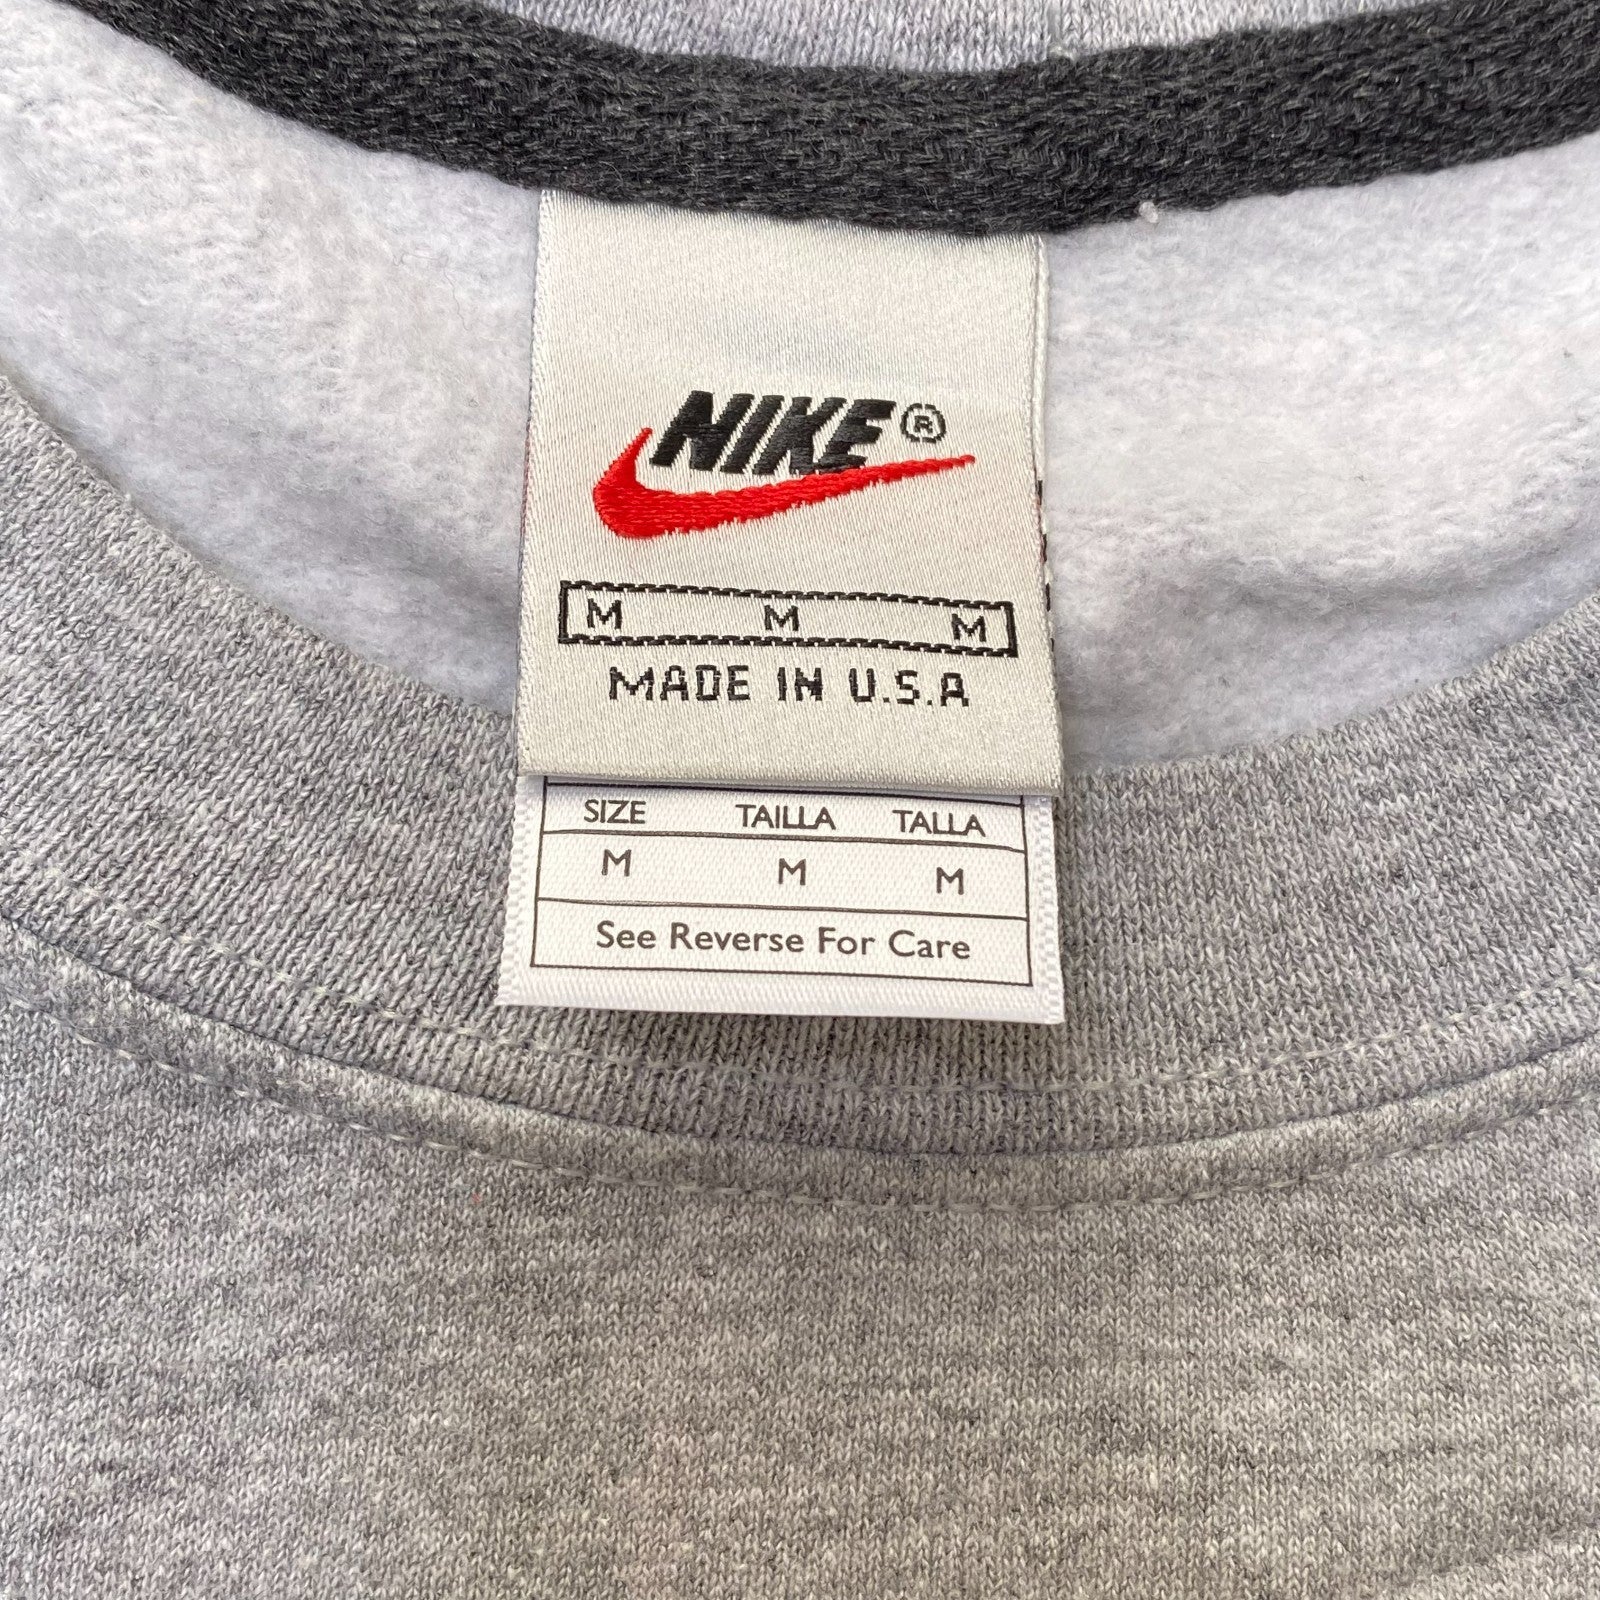 NIKE®
M M M
MADE IN U.S.A
SIZE TAILLA TALLA
M M M
See Reverse For Care